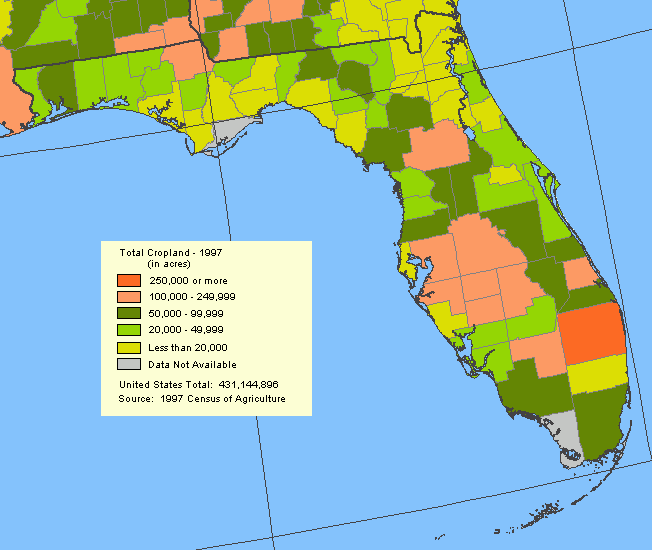 Total Cropland - 1997
(in acres)
250,000 or more
100,000 - 249,999
50,000 - 99,999
20,000 - 49,999
Less than 20,000
Data Not Available
United States Total: 431,144,896
Source: 1997 Census of Agriculture